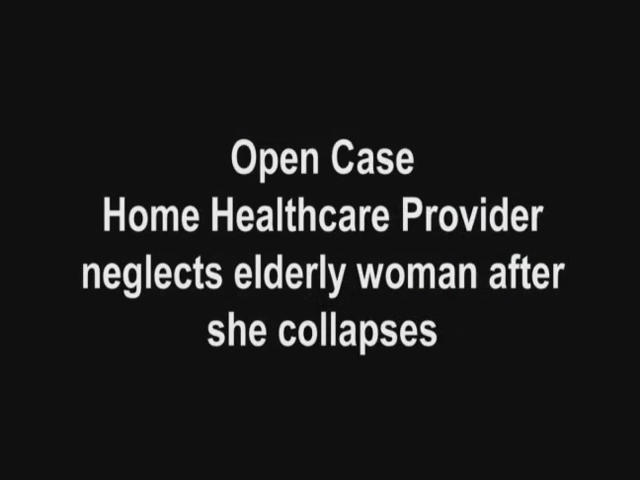 Open Case
Home Healthcare Provider
neglects elderly woman after
she collapses